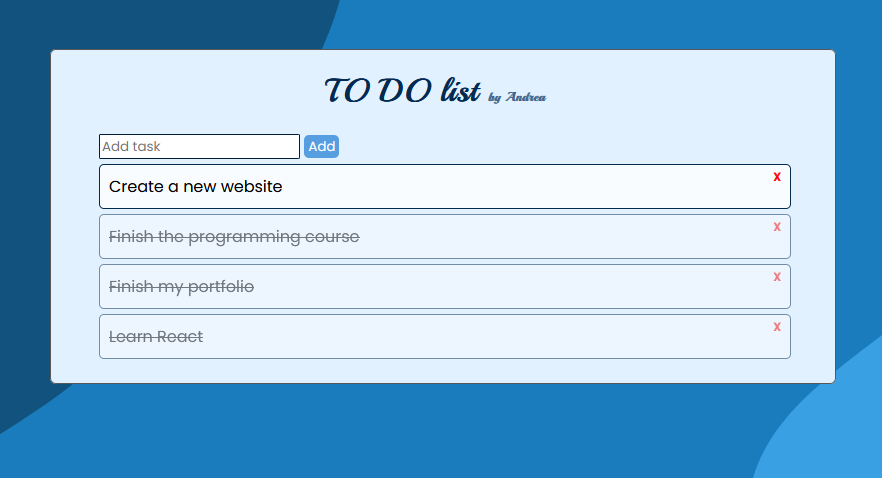 TO DO list by Andrea
Add task Add
Create a new website X
Finish the programming course X
Finish my portfolio X
Learn React X